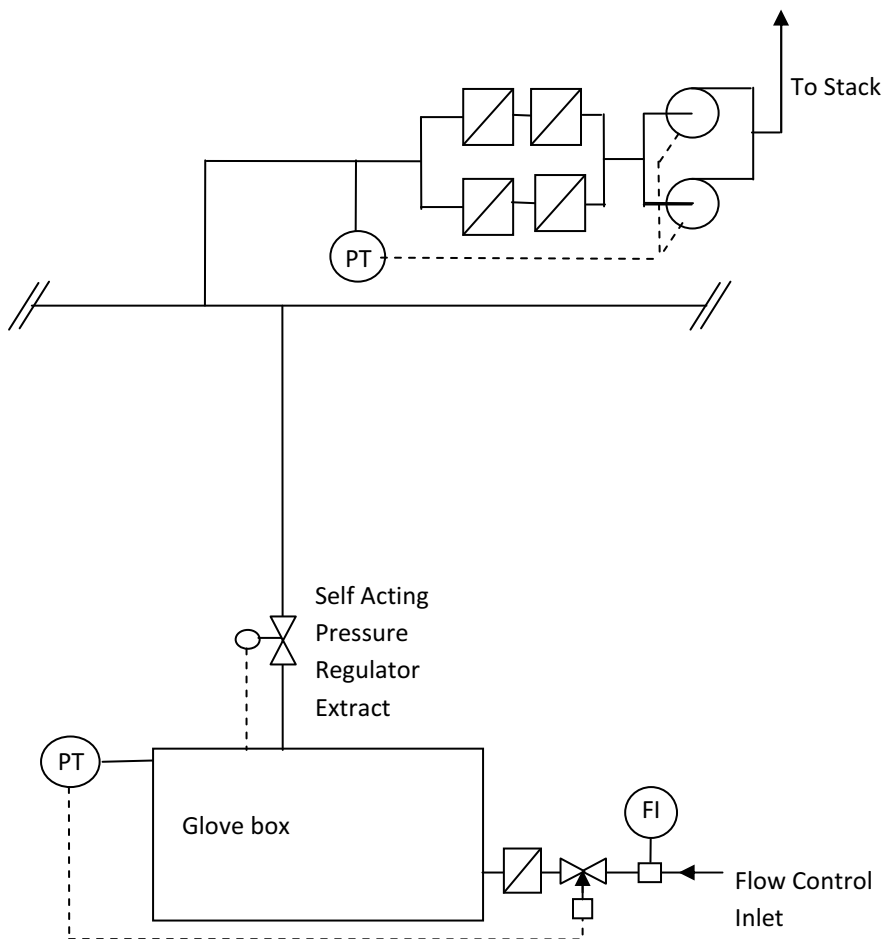 To Stack
PT
Self Acting
Pressure
Regulator
Extract
PT
Glove box
FI
Flow Control
Inlet